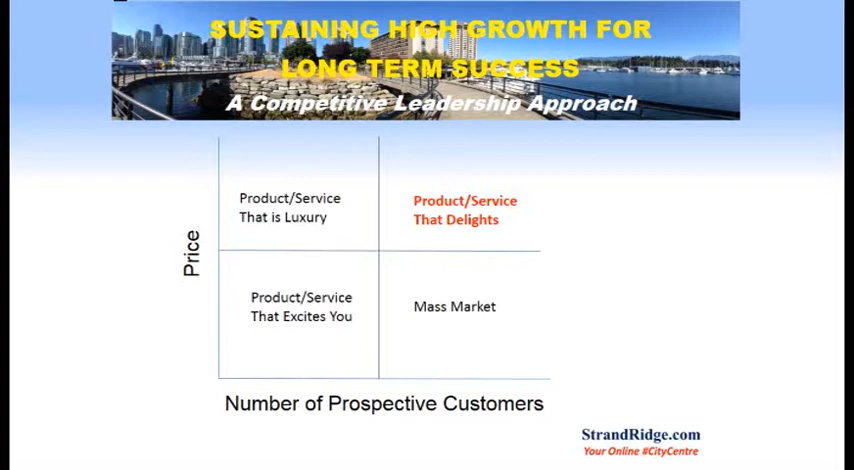 SUSTAINING HIGH GROWTH FOR
LONG TERM SUCCESS
A Competitive Leadership Approach
Product/Service
That is Luxury
Product/Service
That Delights
Price
Product/Service
That Excites You
Mass Market
Number of Prospective Customers
StrandRidge.com
Your Online #CityCentre